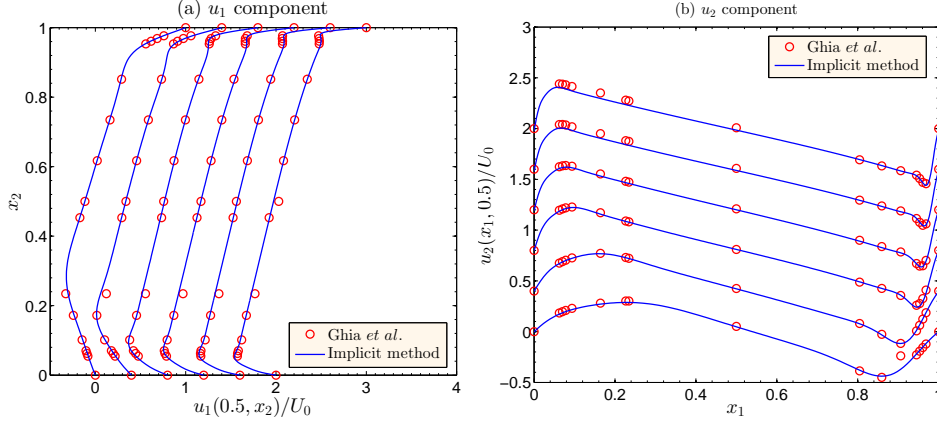 (a) u₁ component
1
0.8
0.6
0.4
0.2
0
x₂
0
1
2
3
4
u₁(0.5, x₂)/U₀
Ghia et al.
Implicit method
(b) u₂ component
3
2.5
2
1.5
1
0.5
0
−0.5
u₂(x₁, 0.5)/U₀
0
0.2
0.4
0.6
0.8
1
x₁
Ghia et al.
Implicit method